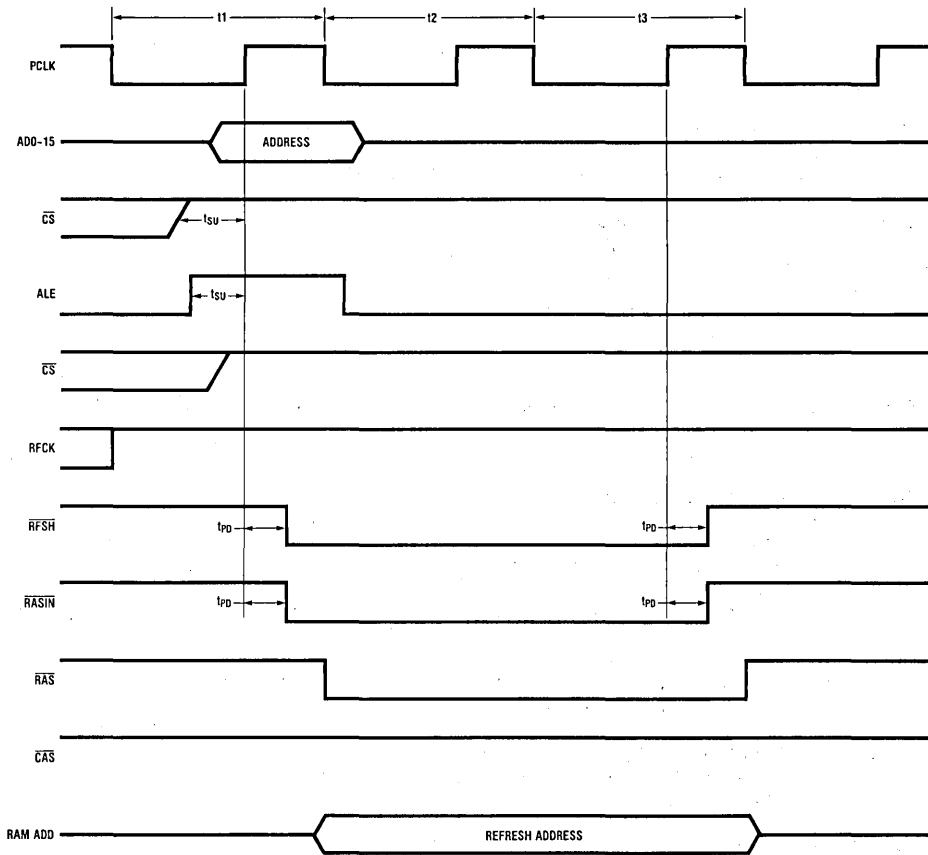 t1 t2 t3
PCLK
AD0-15 ADDRESS
CS
tSU
ALE tSU
CS
RFCK
RFSH tPD tPD
RASIN tPD tPD
RAS
CAS
RAM ADD REFRESH ADDRESS